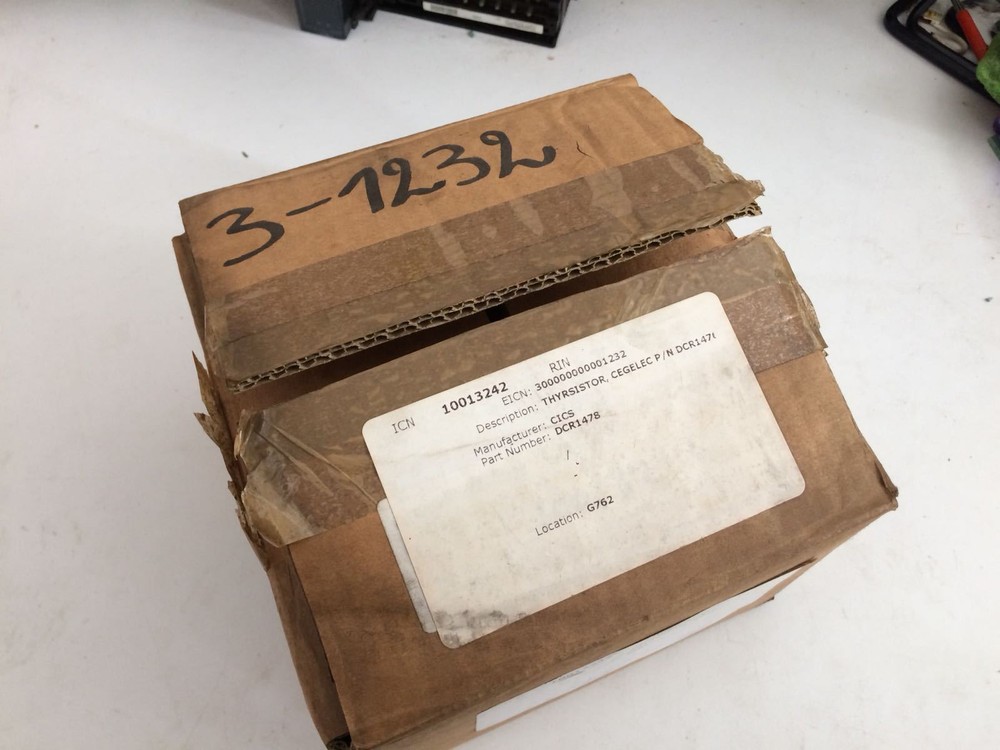 3-1232
ICN 10013242 RIN
EICN: 300000000001232
Description: THYRSISTOR, CEGELEC P/N DCR147
Manufacturer: CICS
Part Number: DCR1478
Location: G762